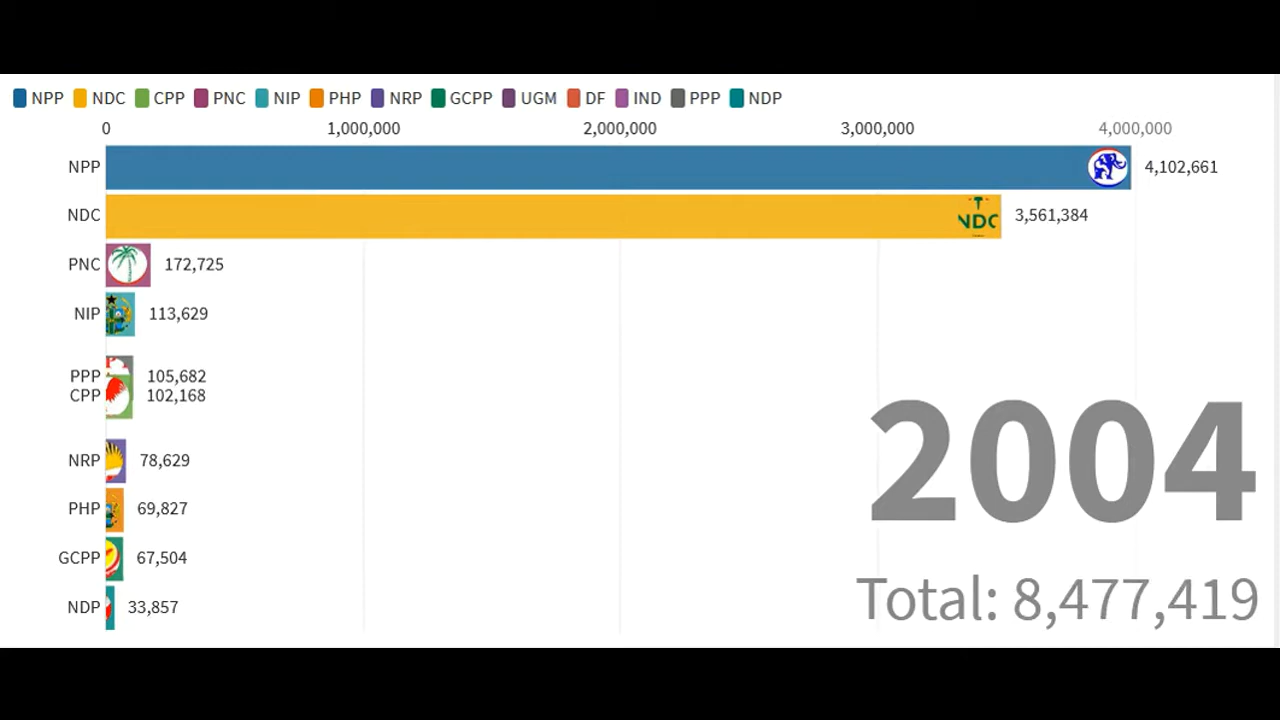 NPP NDC CPP PNC NIP PHP NRP GCPP UGM DF IND PPP NDP
0 1,000,000 2,000,000 3,000,000 4,000,000
NPP 4,102,661
NDC NDC 3,561,384
PNC 172,725
NIP 113,629
PPP 105,682
CPP 102,168
NRP 78,629
PHP 69,827
GCPP 67,504
NDP 33,857
2004
Total: 8,477,419